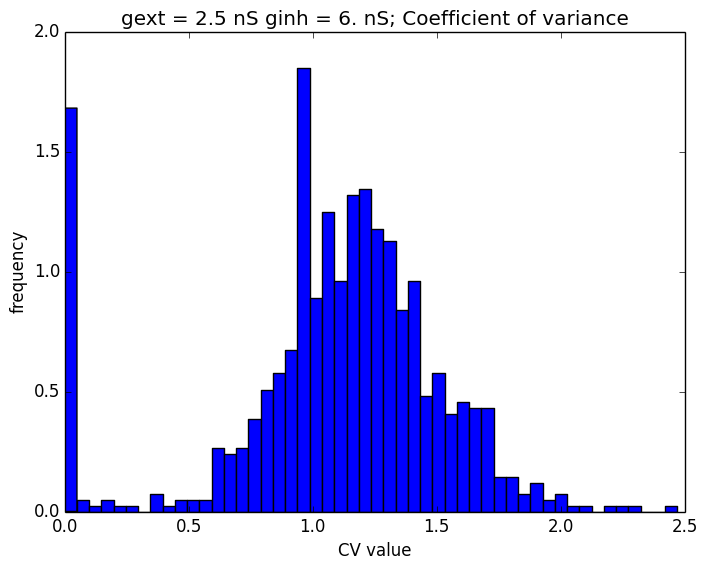 gext = 2.5 nS ginh = 6. nS; Coefficient of variance
2.0
1.5
1.0
0.5
0.0
frequency
0.0 0.5 1.0 1.5 2.0 2.5
CV value